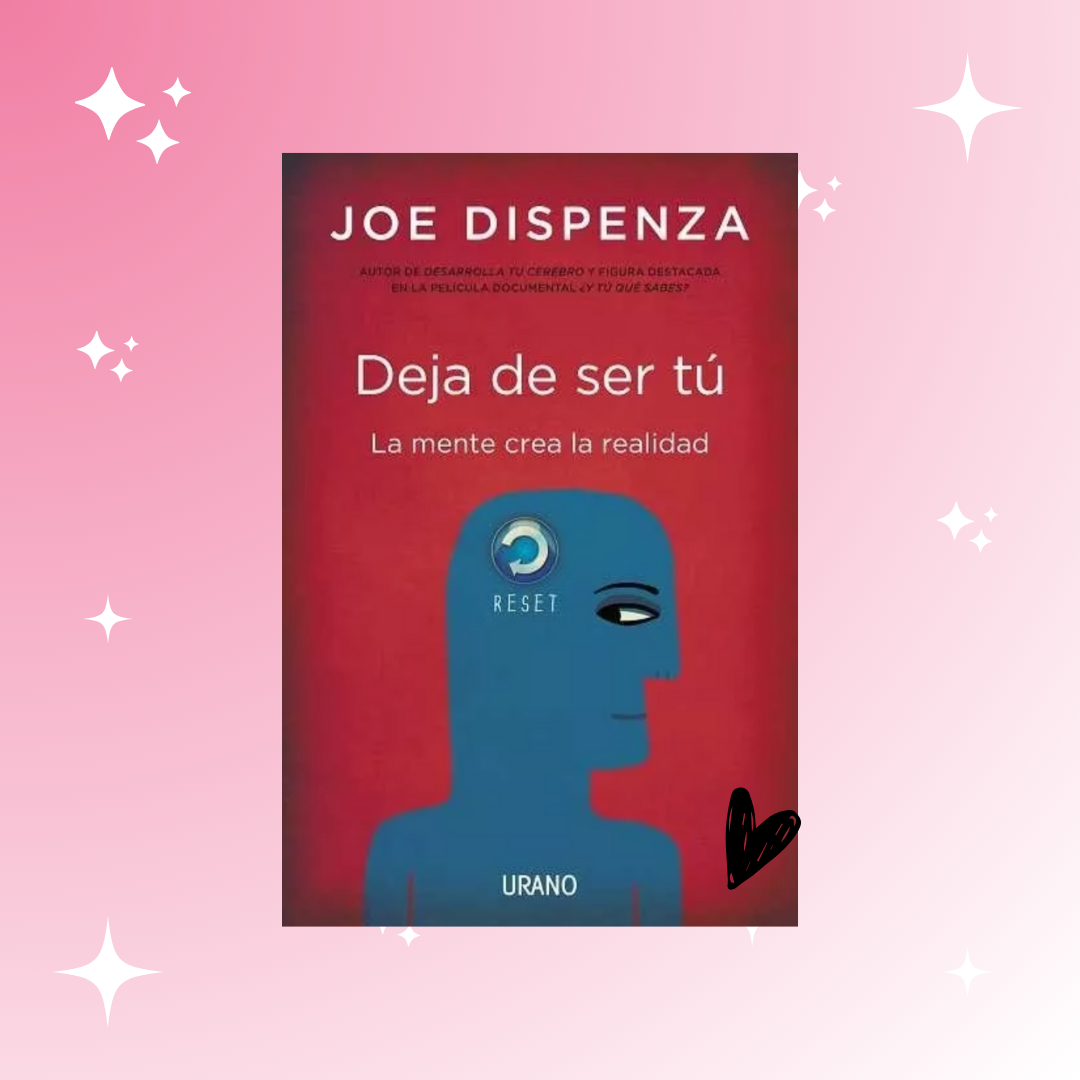 JOE DISPENZA
AUTOR DE DESARROLLA TU CEREBRO Y FIGURA DESTACADA
EN LA PELÍCULA DOCUMENTAL ¿Y TÚ QUÉ SABES?
Deja de ser tú
La mente crea la realidad
RESET
URANO